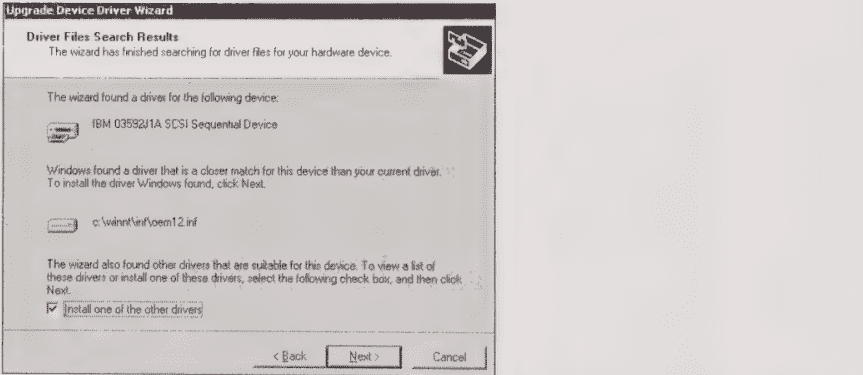 Upgrade Device Driver Wizard
Driver Files Search Results
The wizard has finished searching for driver files for your hardware device.
The wizard found a driver for the following device:
IBM 03592J1A SCSI Sequential Device
Windows found a driver that is a closer match for this device than your current driver.
To install the driver Windows found, click Next.
c:\winnt\inf\oem12.inf
The wizard also found other drivers that are suitable for this device. To view a list of
these drivers or install one of these drivers, select the following check box, and then click
Next.
Install one of the other drivers
< Back Next > Cancel